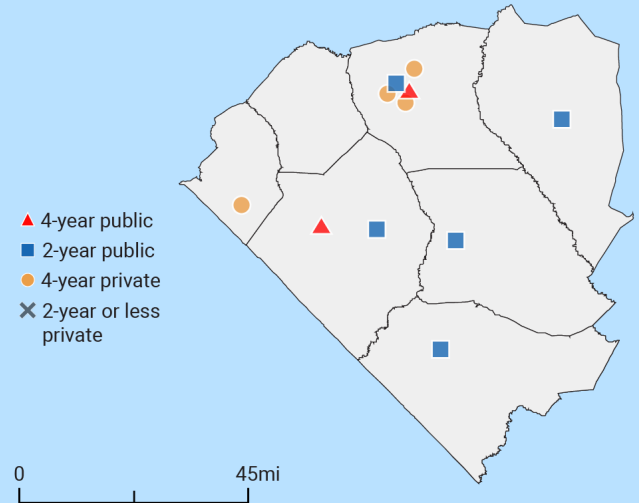 4-year public
2-year public
4-year private
2-year or less
private
0 45mi